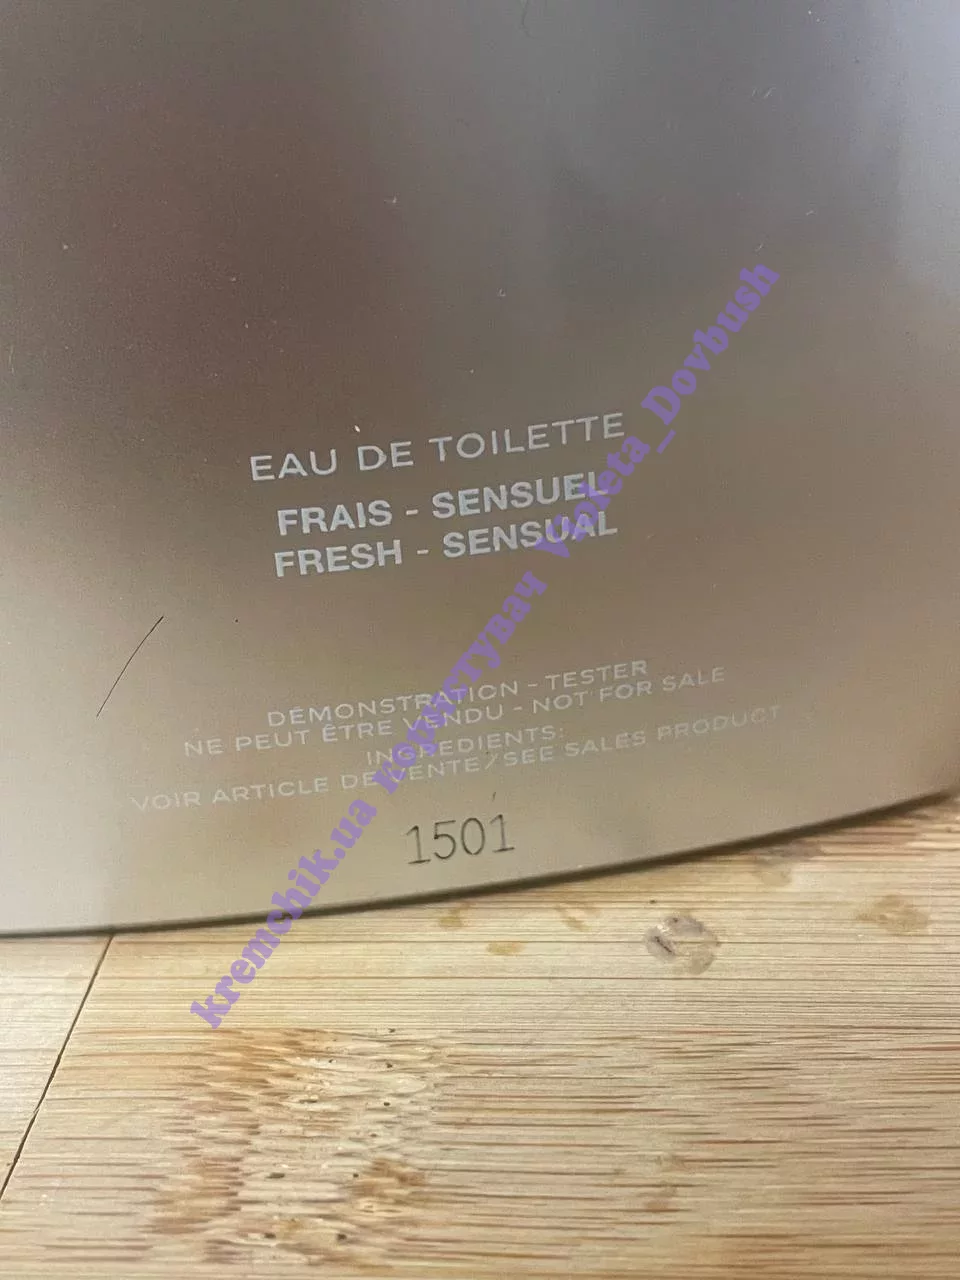 EAU DE TOILETTE
FRAIS - SENSUEL
FRESH - SENSUAL
DÉMONSTRATION - TESTER
NE PEUT ÊTRE VENDU - NOT FOR SALE
INGREDIENTS:
VOIR ARTICLE DE VENTE/SEE SALES PRODUCT
1501
kremchik.ua користувач Violeta_Dovbush